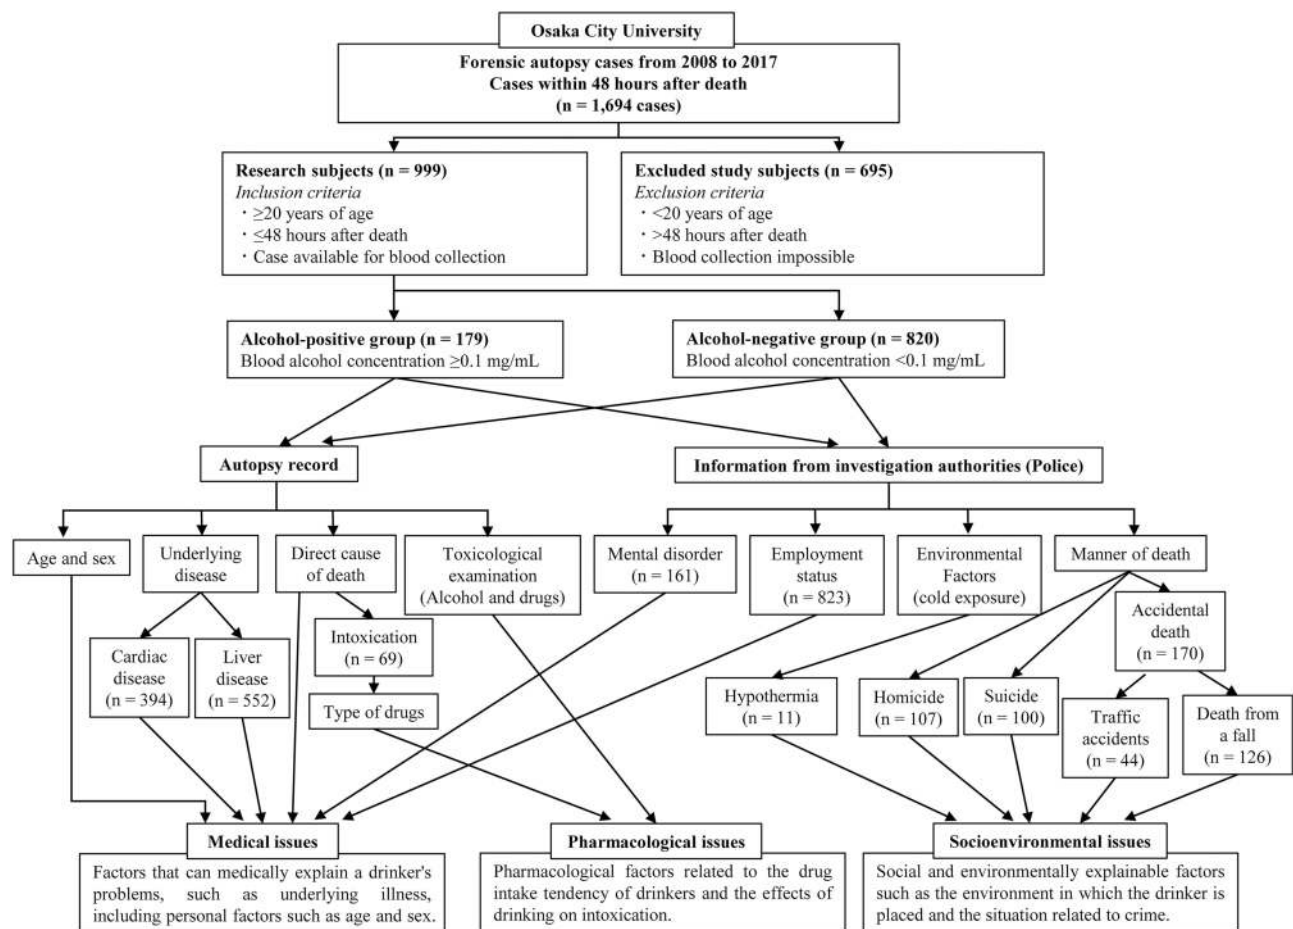 Osaka City University
Forensic autopsy cases from 2008 to 2017
Cases within 48 hours after death
(n = 1,694 cases)
Research subjects (n = 999)
Inclusion criteria
・≥20 years of age
・≤48 hours after death
・Case available for blood collection
Excluded study subjects (n = 695)
Exclusion criteria
・<20 years of age
・>48 hours after death
・Blood collection impossible
Alcohol-positive group (n = 179)
Blood alcohol concentration ≥0.1 mg/mL
Alcohol-negative group (n = 820)
Blood alcohol concentration <0.1 mg/mL
Autopsy record
Information from investigation authorities (Police)
Age and sex
Underlying
disease
Direct cause
of death
Toxicological
examination
(Alcohol and drugs)
Mental disorder
(n = 161)
Employment
status
(n = 823)
Environmental
Factors
(cold exposure)
Manner of death
Accidental
death
(n = 170)
Intoxication
(n = 69)
Cardiac
disease
(n = 394)
Liver
disease
(n = 552)
Type of drugs
Hypothermia
(n = 11)
Homicide
(n = 107)
Suicide
(n = 100)
Traffic
accidents
(n = 44)
Death from
a fall
(n = 126)
Medical issues
Factors that can medically explain a drinker's
problems, such as underlying illness,
including personal factors such as age and sex.
Pharmacological issues
Pharmacological factors related to the drug
intake tendency of drinkers and the effects of
drinking on intoxication.
Socioenvironmental issues
Social and environmentally explainable factors
such as the environment in which the drinker is
placed and the situation related to crime.